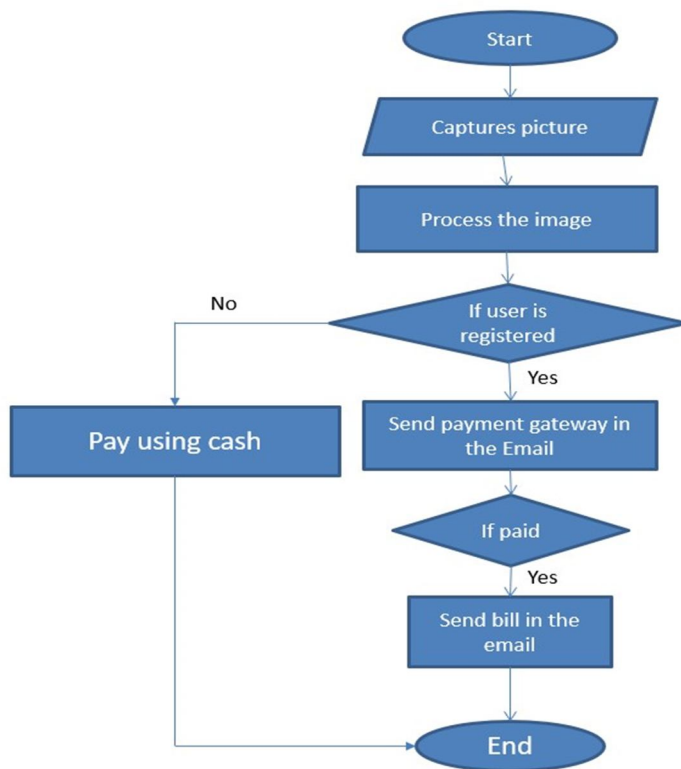 Start
Captures picture
Process the image
If user is
registered
No
Yes
Pay using cash
Send payment gateway in
the Email
If paid
Yes
Send bill in the
email
End